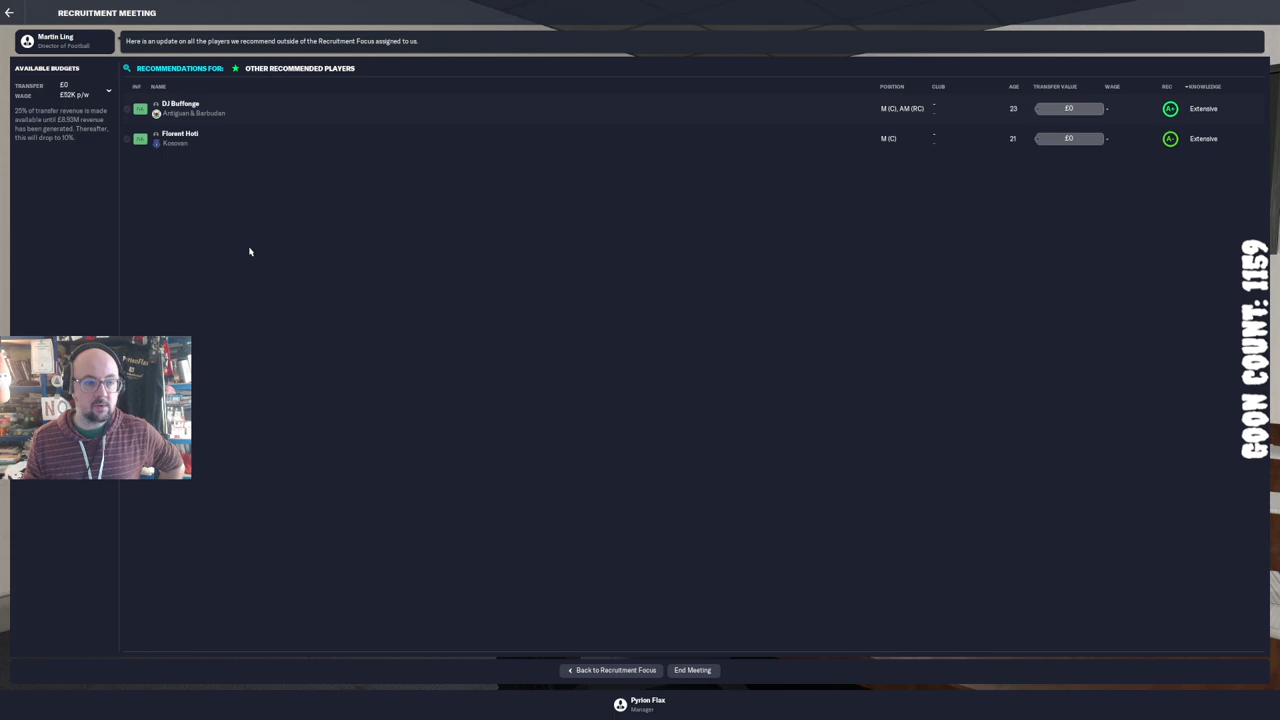 RECRUITMENT MEETING
Martin Ling
Director of Football
Here is an update on all the players we recommend outside of the Recruitment Focus assigned to us.
AVAILABLE BUDGETS
TRANSFER £0
WAGE £52K p/w
25% of transfer revenue is made
available until £8.93M revenue
has been generated. Thereafter,
this will drop to 10%.
RECOMMENDATIONS FOR: ★ OTHER RECOMMENDED PLAYERS
INF NAME POSITION CLUB AGE TRANSFER VALUE WAGE REC KNOWLEDGE
DJ Buffonge
Antiguan & Barbudan
M (C), AM (RC) - - 23 £0 - A+ Extensive
Florent Hoti
Kosovan
M (C) - - 21 £0 - A- Extensive
GOON COUNT: 1159
PyrionFlax
NO
Back to Recruitment Focus
End Meeting
Pyrion Flax
Manager